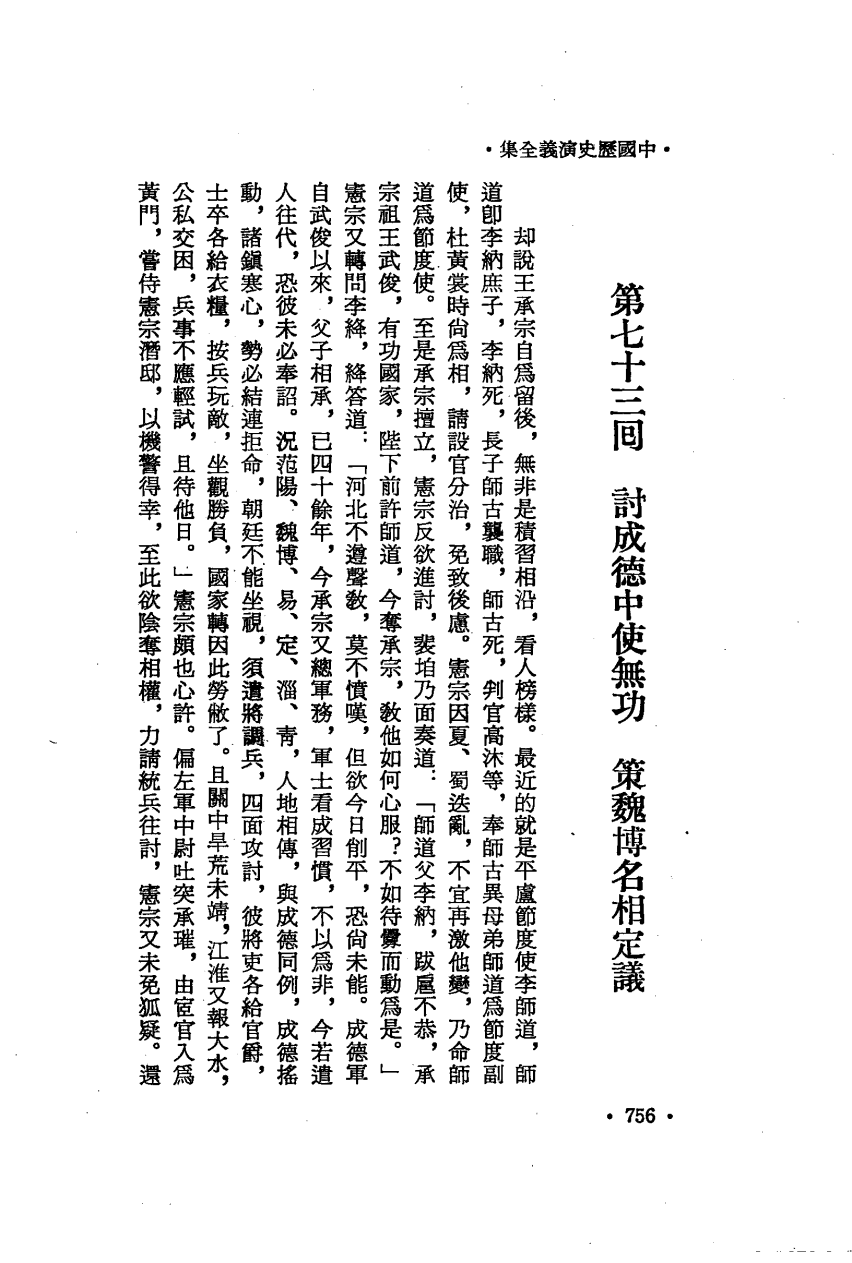 ·中國歷史演義全集·
第七十三回　討成德中使無功　策魏博名相定議
却說王承宗自爲留後，無非是積習相沿，看人榜樣。最近的就是平盧節度使李師道，師
道卽李納庶子，李納死，長子師古襲職，師古死，判官高沐等，奉師古異母弟師道爲節度副
使，杜黃裳時尙爲相，請設官分治，免致後慮。憲宗因夏、蜀迭亂，不宜再激他變，乃命師
道爲節度使。至是承宗擅立，憲宗反欲進討，裴垍乃面奏道：「師道父李納，跋扈不恭，承
宗祖王武俊，有功國家，陛下前許師道，今奪承宗，敎他如何心服？不如待釁而動爲是。」
憲宗又轉問李絳，絳答道：「河北不遵聲敎，莫不憤嘆，但欲今日削平，恐尙未能。成德軍
自武俊以來，父子相承，已四十餘年，今承宗又總軍務，軍士看成習慣，不以爲非，今若遣
人往代，恐彼未必奉詔。況范陽、魏博、易、定、淄、靑，人地相傳，與成德同例，成德搖
動，諸鎭寒心，勢必結連拒命，朝廷不能坐視，須遣將調兵，四面攻討，彼將吏各給官爵，
士卒各給衣糧，按兵玩敵，坐觀勝負，國家轉因此勞敝了。且關中旱荒未靖，江淮又報大水，
公私交困，兵事不應輕試，且待他日。」憲宗頗也心許。偏左軍中尉吐突承璀，由宦官入爲
黃門，嘗侍憲宗潛邸，以機警得幸，至此欲陰奪相權，力請統兵往討，憲宗又未免狐疑。還
·756·